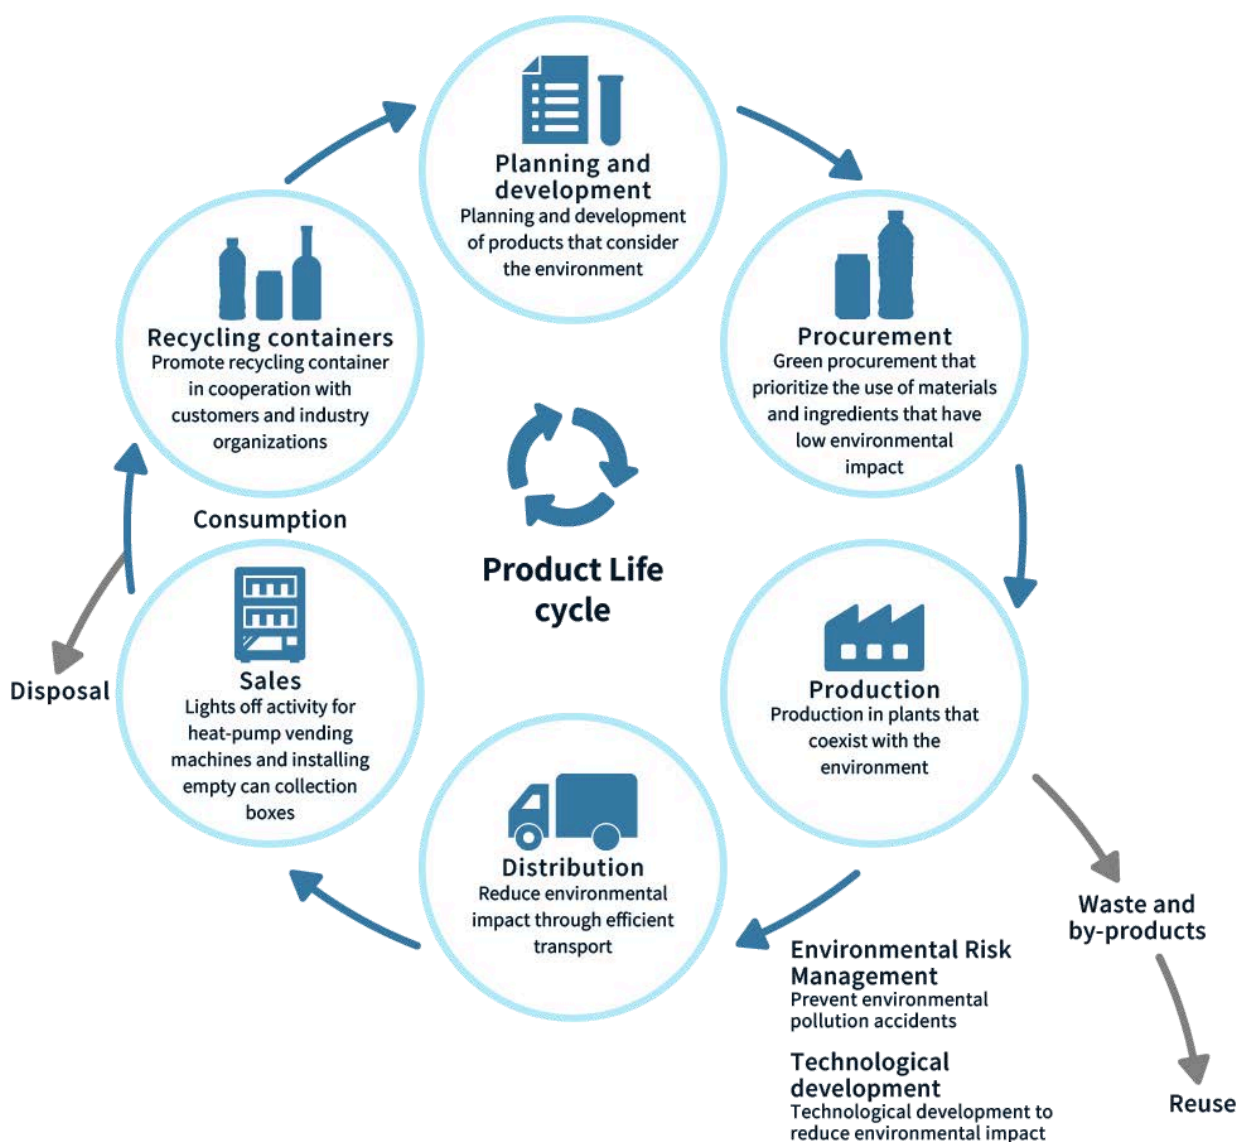 Planning and
development
Planning and development
of products that consider
the environment
Procurement
Green procurement that
prioritize the use of materials
and ingredients that have
low environmental
impact
Production
Production in plants that
coexist with the
environment
Waste and
by-products
Reuse
Environmental Risk
Management
Prevent environmental
pollution accidents
Technological
development
Technological development to
reduce environmental impact
Distribution
Reduce environmental
impact through efficient
transport
Sales
Lights off activity for
heat-pump vending
machines and installing
empty can collection
boxes
Consumption
Disposal
Recycling containers
Promote recycling container
in cooperation with
customers and industry
organizations
Product Life
cycle